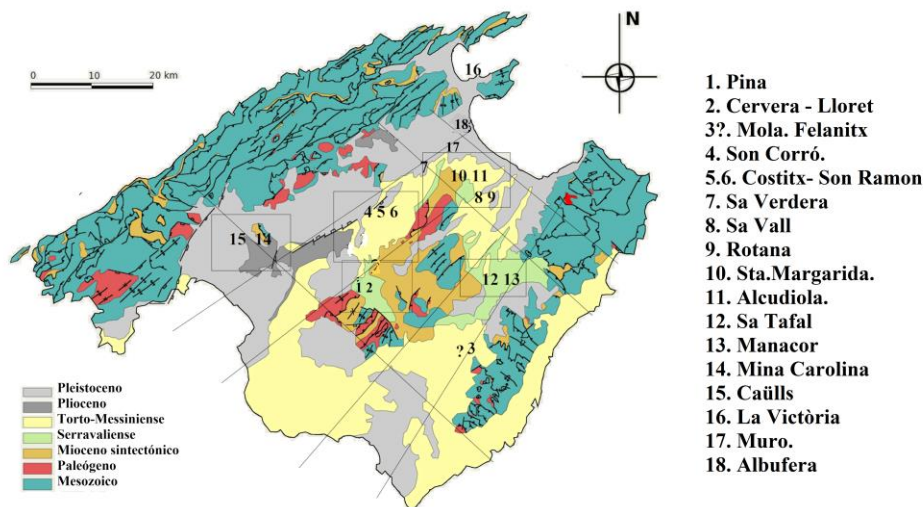 N
0 10 20 km
16
18
17
7
10 11
8 9
4 5 6
15 14
1 2
12 13
? 3
1. Pina
2. Cervera - Lloret
3?. Mola. Felanitx
4. Son Corró.
5.6. Costitx- Son Ramon
7. Sa Verdera
8. Sa Vall
9. Rotana
10. Sta.Margarida.
11. Alcudiola.
12. Sa Tafal
13. Manacor
14. Mina Carolina
15. Caülls
16. La Victòria
17. Muro.
18. Albufera
Pleistoceno
Plioceno
Torto-Messiniense
Serravaliense
Mioceno sintectónico
Paleógeno
Mesozoico